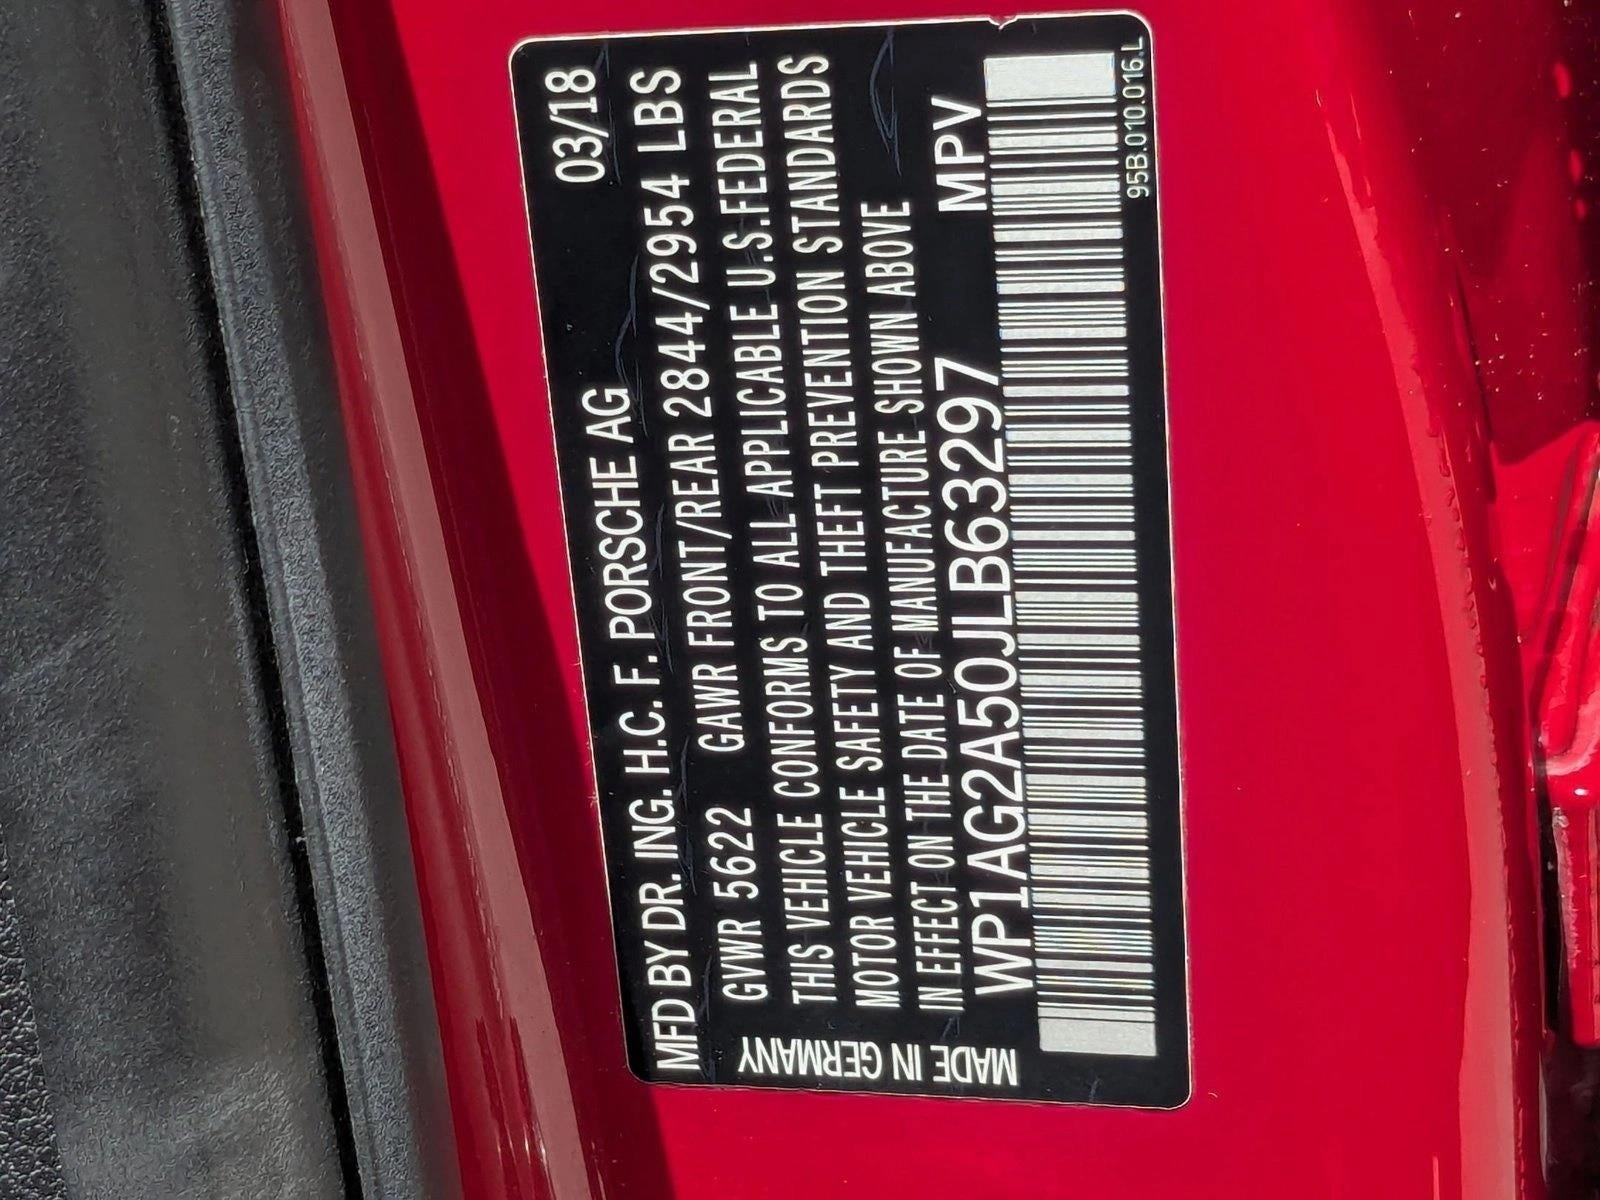 MFD BY DR. ING. H.C. F. PORSCHE AG 03/18
GVWR 5622 GAWR FRONT/REAR 2844/2954 LBS
THIS VEHICLE CONFORMS TO ALL APPLICABLE U.S.FEDERAL
MOTOR VEHICLE SAFETY AND THEFT PREVENTION STANDARDS
IN EFFECT ON THE DATE OF MANUFACTURE SHOWN ABOVE
WP1AG2A50JLB63297 MPV
MADE IN GERMANY
95B.010.016.L